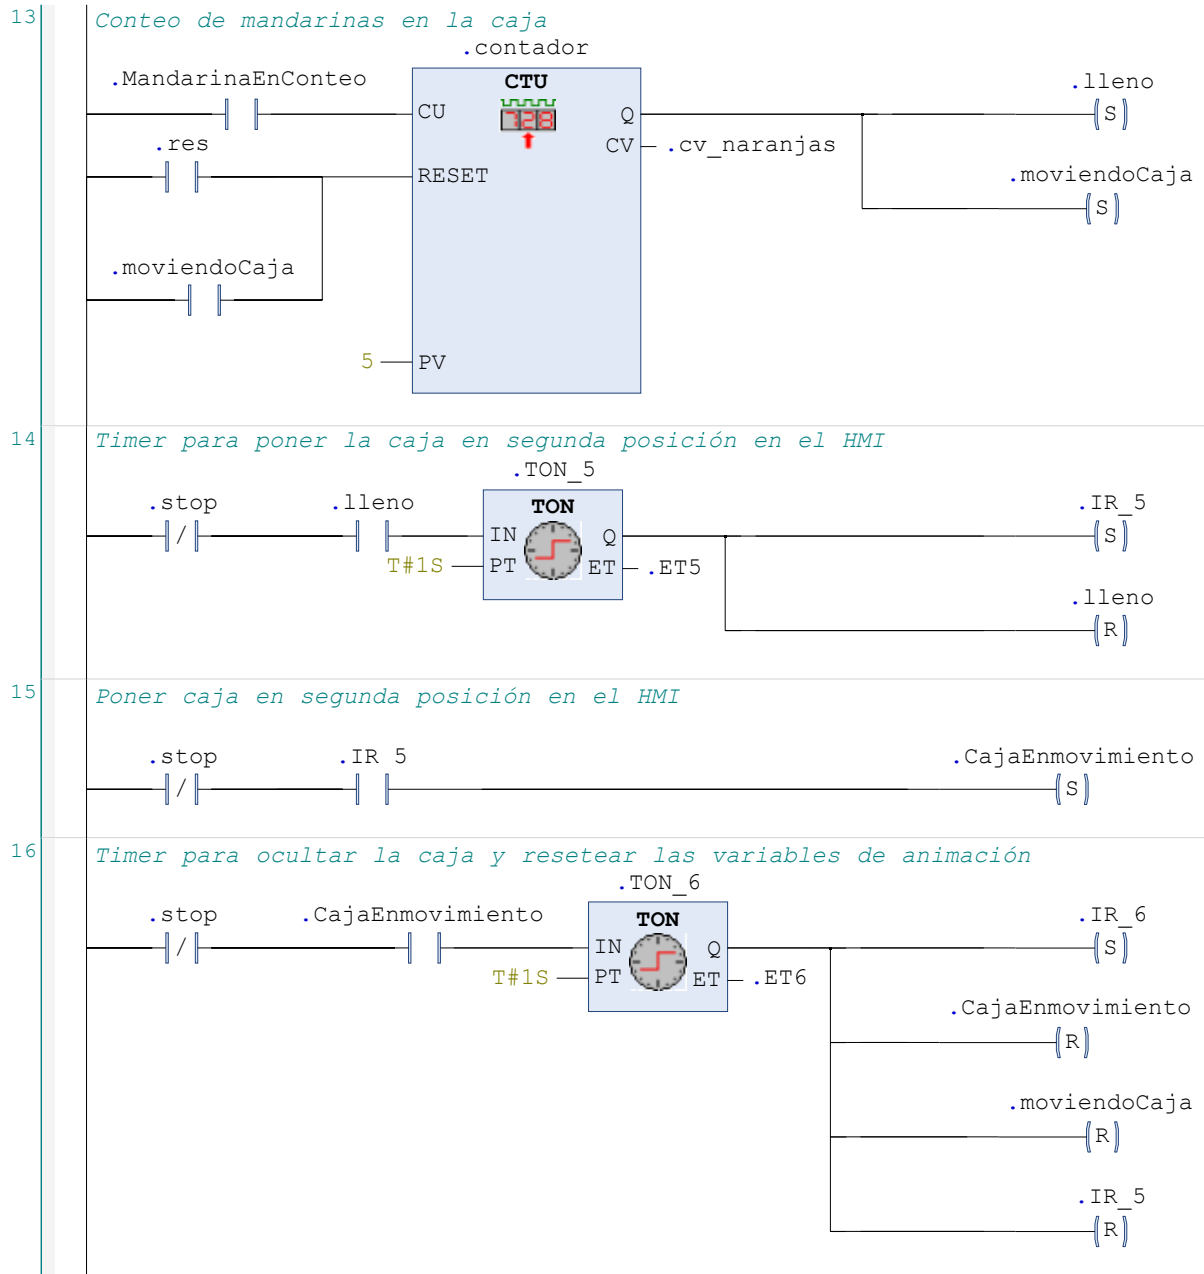 13
Conteo de mandarinas en la caja
.contador
.MandarinaEnConteo
CTU
.lleno
CU
728
Q
S
CV
.cv_naranjas
.res
RESET
.moviendoCaja
S
.moviendoCaja
5
PV
14
Timer para poner la caja en segunda posición en el HMI
.TON_5
.stop
.lleno
TON
.IR_5
/
IN
Q
S
T#1S
PT
ET
.ET5
.lleno
R
15
Poner caja en segunda posición en el HMI
.stop
.IR 5
.CajaEnmovimiento
/
S
16
Timer para ocultar la caja y resetear las variables de animación
.TON_6
.stop
.CajaEnmovimiento
TON
.IR_6
/
IN
Q
S
T#1S
PT
ET
.ET6
.CajaEnmovimiento
R
.moviendoCaja
R
.IR_5
R